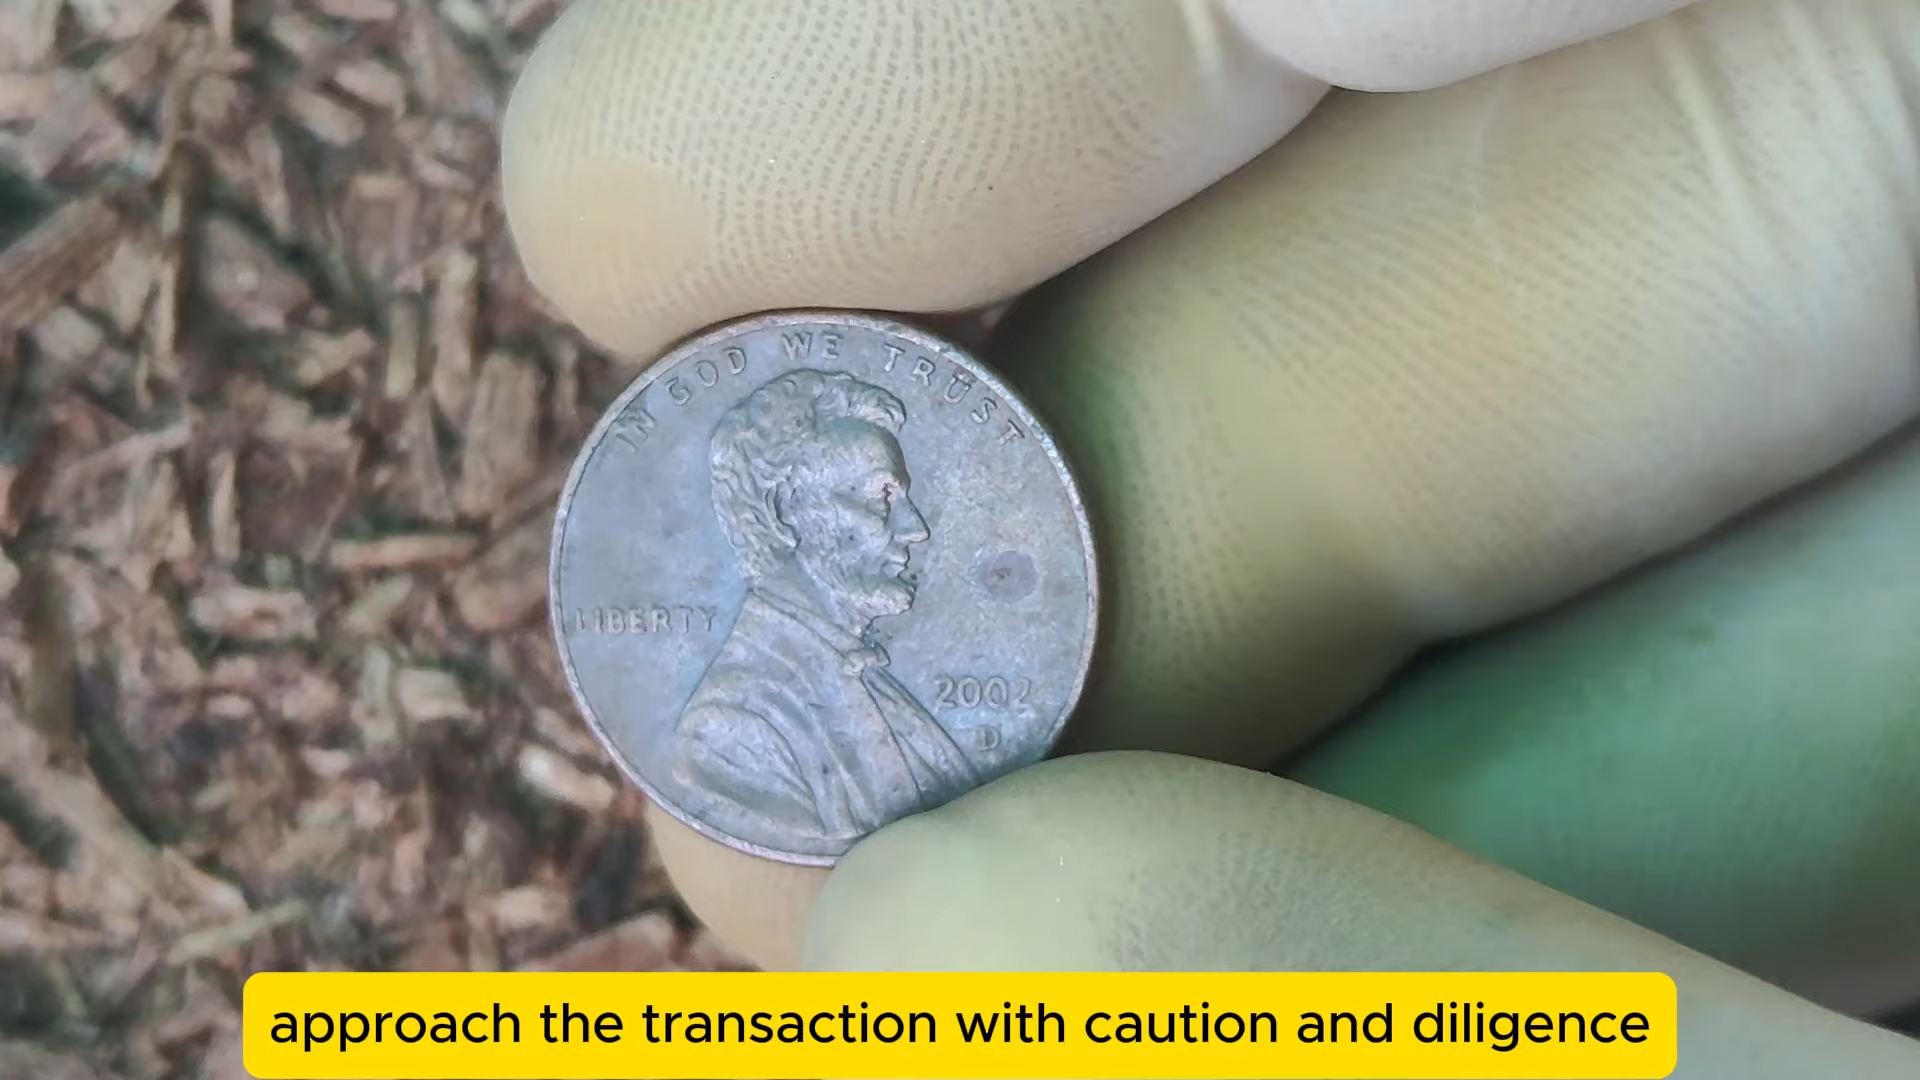 IN GOD WE TRUST
LIBERTY
2002
D
approach the transaction with caution and diligence